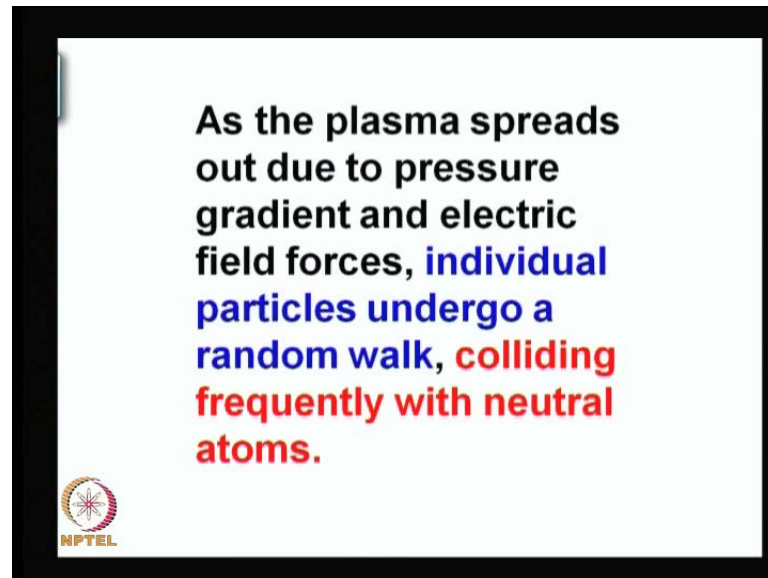 As the plasma spreads
out due to pressure
gradient and electric
field forces, individual
particles undergo a
random walk, colliding
frequently with neutral
atoms.
NPTEL